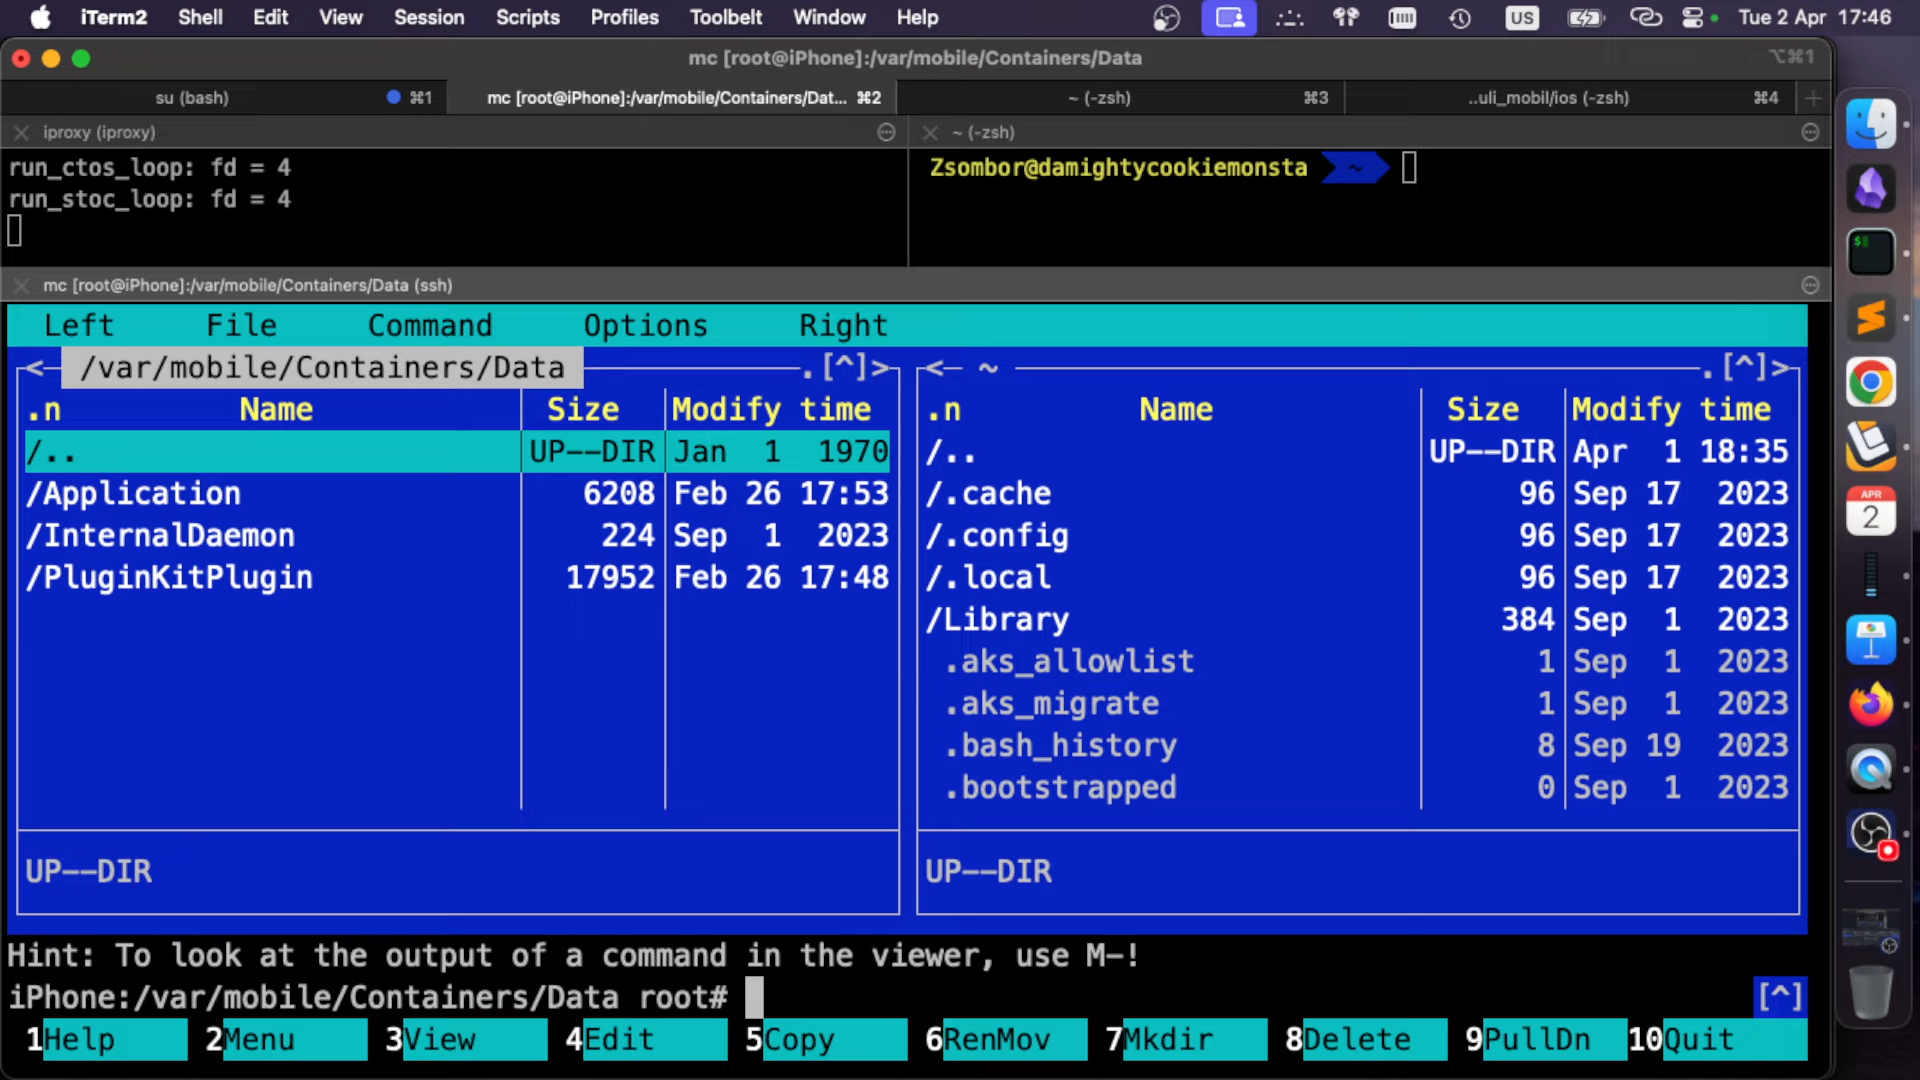 iTerm2 Shell Edit View Session Scripts Profiles Toolbelt Window Help US Tue 2 Apr 17:46
mc [root@iPhone]:/var/mobile/Containers/Data ⌥⌘1
su (bash) ⌘1 mc [root@iPhone]:/var/mobile/Containers/Dat... ⌘2 ~ (-zsh) ⌘3 ..uli_mobil/ios (-zsh) ⌘4 +
iproxy (iproxy) ~ (-zsh)
run_ctos_loop: fd = 4
run_stoc_loop: fd = 4
Zsombor@damightycookiemonsta ~
mc [root@iPhone]:/var/mobile/Containers/Data (ssh)
Left File Command Options Right
<- /var/mobile/Containers/Data .[^]> <- ~ .[^]>
.n Name Size Modify time .n Name Size Modify time
/.. UP--DIR Jan 1 1970 /.. UP--DIR Apr 1 18:35
/Application 6208 Feb 26 17:53 /.cache 96 Sep 17 2023
/InternalDaemon 224 Sep 1 2023 /.config 96 Sep 17 2023
/PluginKitPlugin 17952 Feb 26 17:48 /.local 96 Sep 17 2023
/Library 384 Sep 1 2023
.aks_allowlist 1 Sep 1 2023
.aks_migrate 1 Sep 1 2023
.bash_history 8 Sep 19 2023
.bootstrapped 0 Sep 1 2023
UP--DIR UP--DIR
Hint: To look at the output of a command in the viewer, use M-!
iPhone:/var/mobile/Containers/Data root# [^]
1Help 2Menu 3View 4Edit 5Copy 6RenMov 7Mkdir 8Delete 9PullDn 10Quit
$
APR
2